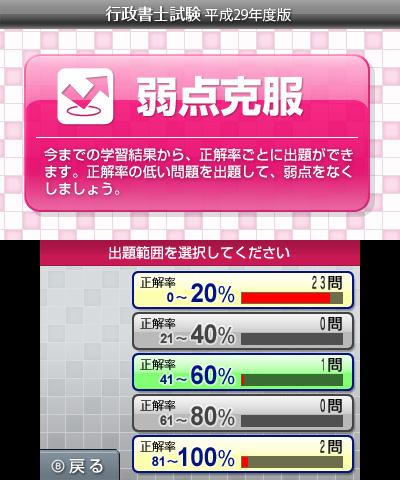 行政書士試験 平成29年度版
弱点克服
今までの学習結果から、正解率ごとに出題ができ
ます。正解率の低い問題を出題して、弱点をなく
しましょう。
出題範囲を選択してください
正解率 0～20% 23問
正解率 21～40% 0問
正解率 41～60% 1問
正解率 61～80% 0問
正解率 81～100% 2問
Ⓑ戻る